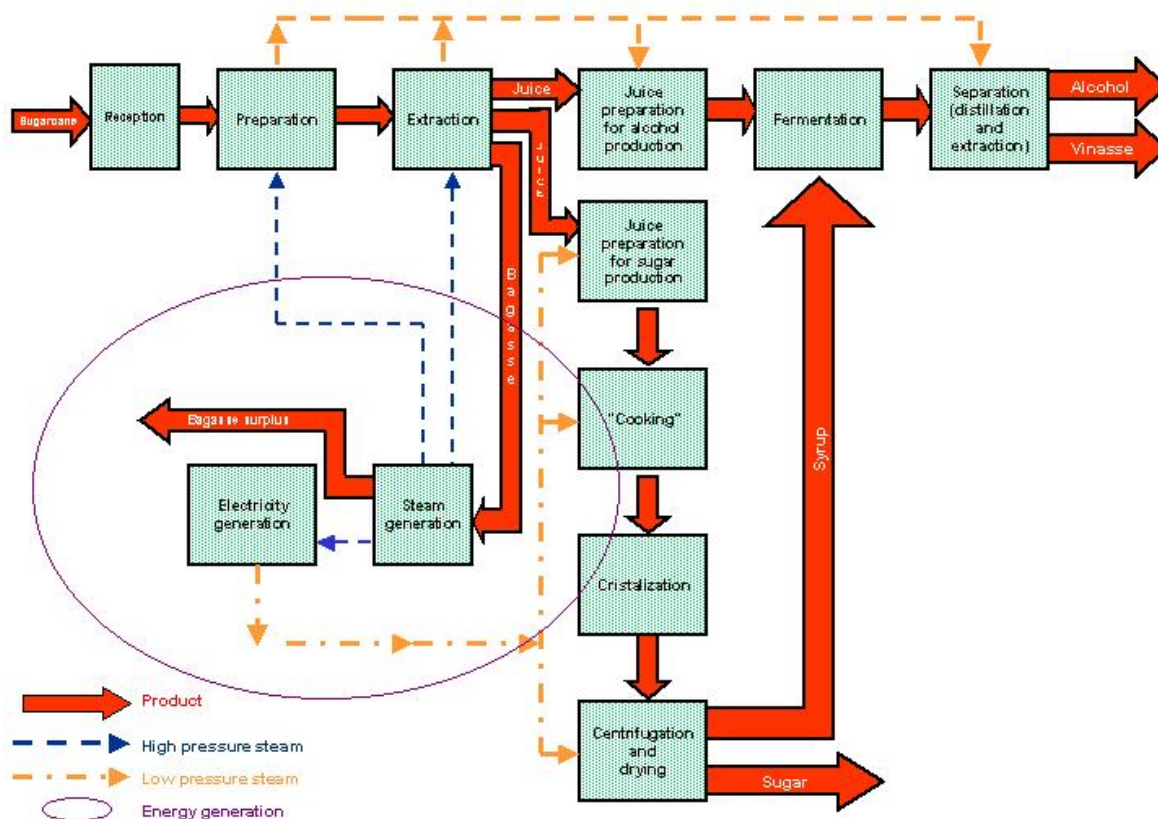 Sugarcane
Reception
Preparation
Extraction
Juice
Juice
preparation
for alcohol
production
Fermentation
Separation
(distillation
and
extraction)
Alcohol
Vinasse
JUICE
Juice
preparation
for sugar
production
Bagasse
"Cooking"
Bagasse surplus
Electricity
generation
Steam
generation
Syrup
Cristalization
Centrifugation
and
drying
Sugar
Product
High pressure steam
Low pressure steam
Energy generation